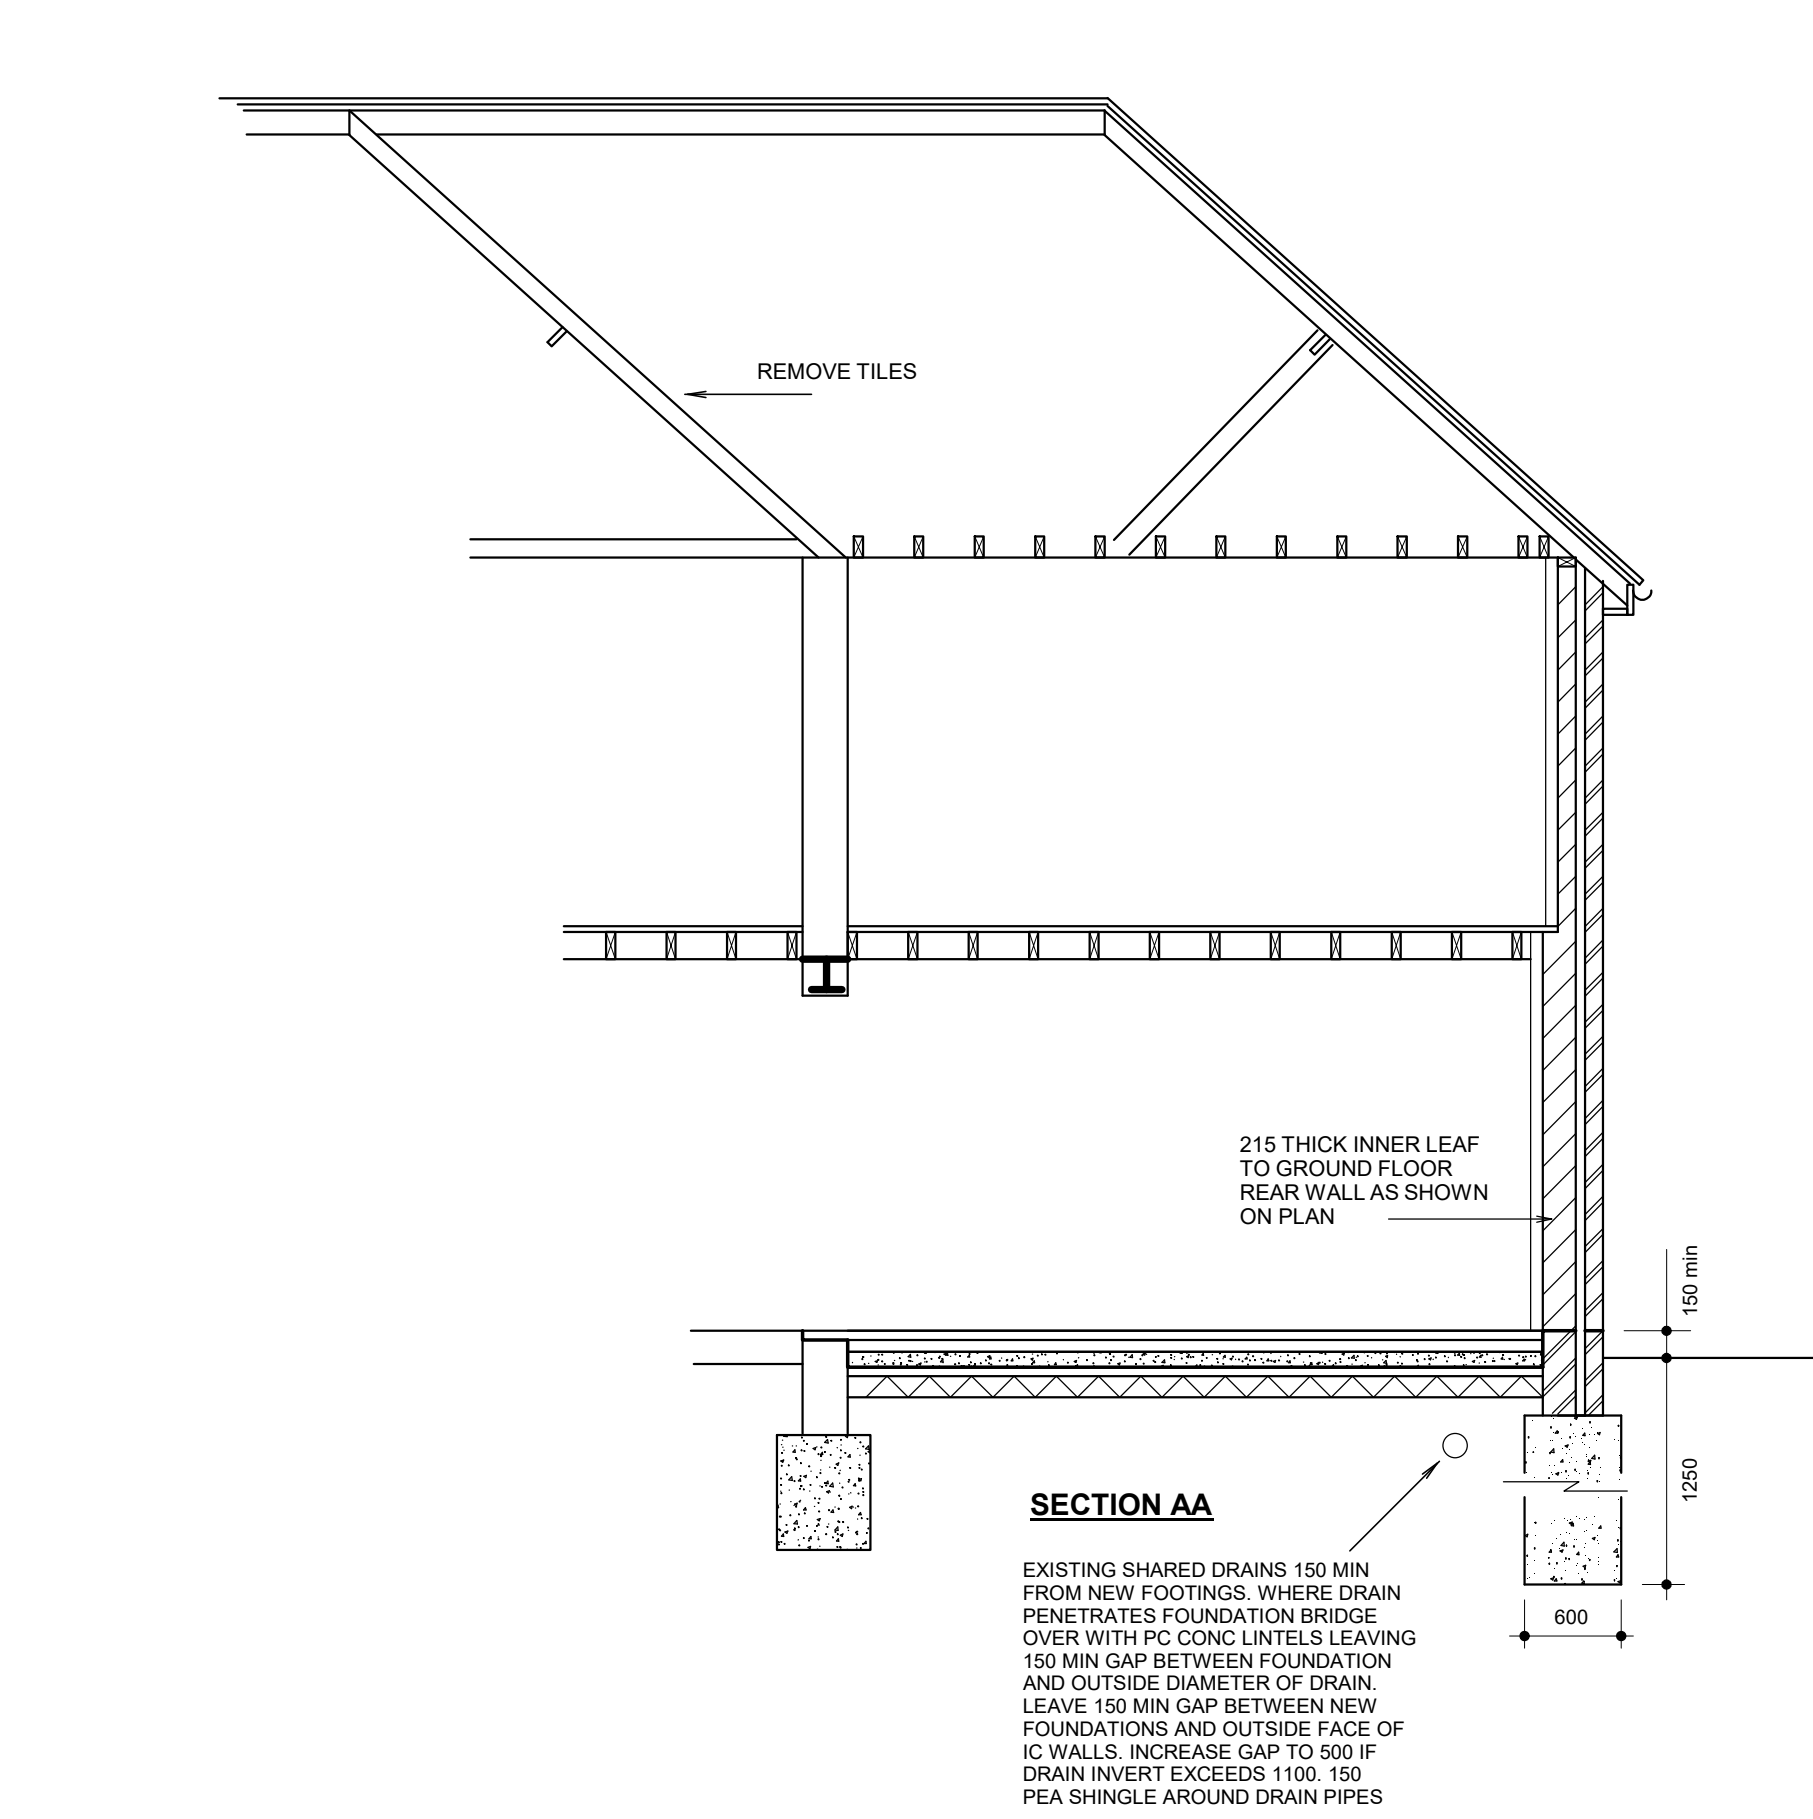 REMOVE TILES
215 THICK INNER LEAF
TO GROUND FLOOR
REAR WALL AS SHOWN
ON PLAN
150 min
1250
600
SECTION AA
EXISTING SHARED DRAINS 150 MIN
FROM NEW FOOTINGS. WHERE DRAIN
PENETRATES FOUNDATION BRIDGE
OVER WITH PC CONC LINTELS LEAVING
150 MIN GAP BETWEEN FOUNDATION
AND OUTSIDE DIAMETER OF DRAIN.
LEAVE 150 MIN GAP BETWEEN NEW
FOUNDATIONS AND OUTSIDE FACE OF
IC WALLS. INCREASE GAP TO 500 IF
DRAIN INVERT EXCEEDS 1100. 150
PEA SHINGLE AROUND DRAIN PIPES